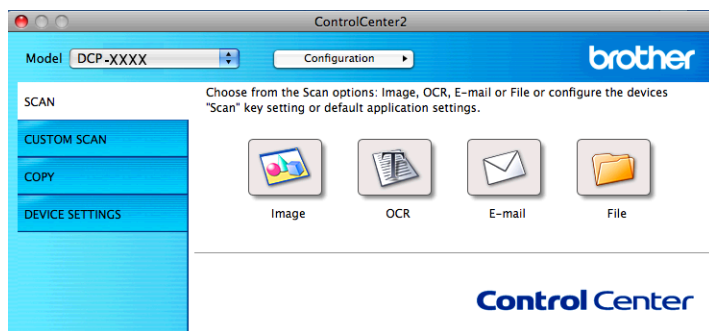 ControlCenter2
Model DCP-XXXX Configuration brother
SCAN
CUSTOM SCAN
COPY
DEVICE SETTINGS
Choose from the Scan options: Image, OCR, E-mail or File or configure the devices
"Scan" key setting or default application settings.
T
Image OCR E-mail File
Control Center